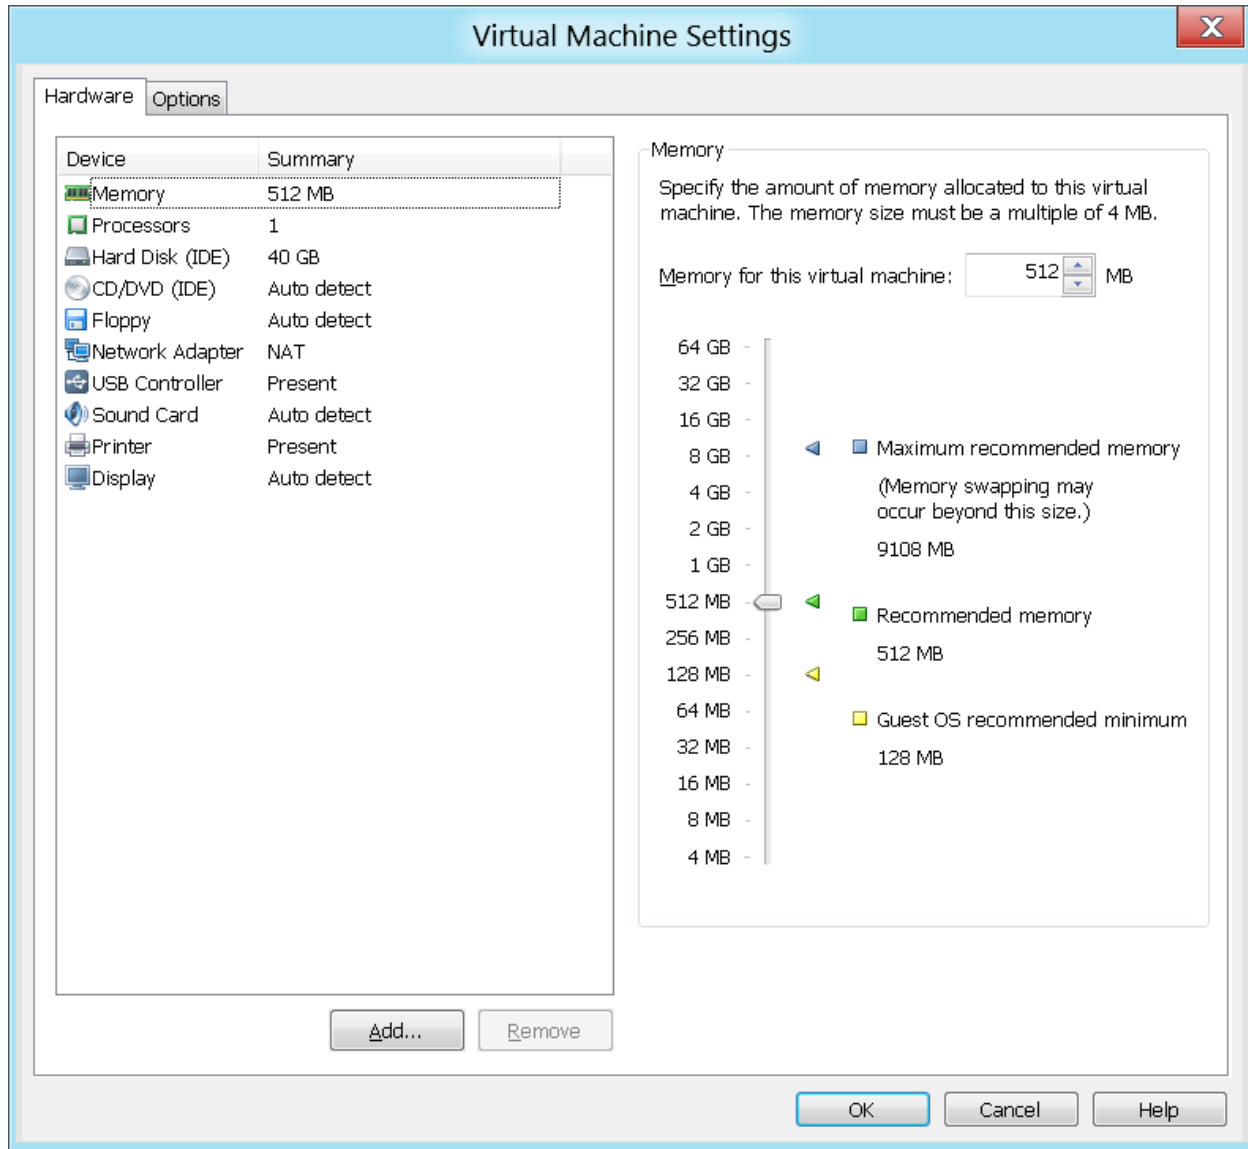 Virtual Machine Settings
X
Hardware Options
Device Summary
Memory 512 MB
Processors 1
Hard Disk (IDE) 40 GB
CD/DVD (IDE) Auto detect
Floppy Auto detect
Network Adapter NAT
USB Controller Present
Sound Card Auto detect
Printer Present
Display Auto detect
Add...
Remove
Memory
Specify the amount of memory allocated to this virtual
machine. The memory size must be a multiple of 4 MB.
Memory for this virtual machine: 512 MB
64 GB
32 GB
16 GB
8 GB
4 GB
2 GB
1 GB
512 MB
256 MB
128 MB
64 MB
32 MB
16 MB
8 MB
4 MB
Maximum recommended memory
(Memory swapping may
occur beyond this size.)
9108 MB
Recommended memory
512 MB
Guest OS recommended minimum
128 MB
OK
Cancel
Help